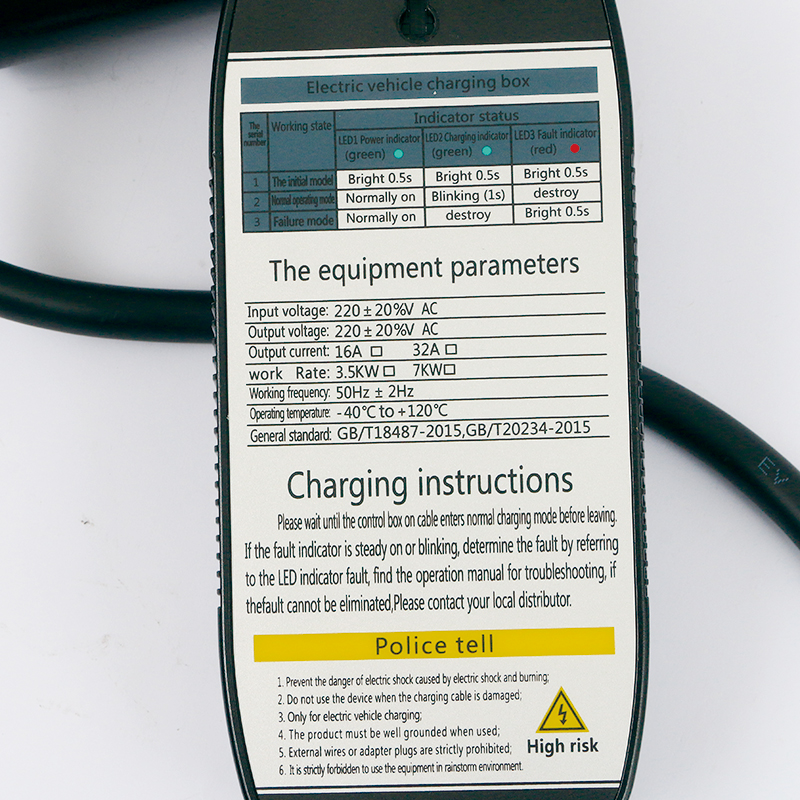 Electric vehicle charging box
The serial number Working state Indicator status
LED1 Power indicator (green) LED2 Charging indicator (green) LED3 Fault indicator (red)
1 The initial model Bright 0.5s Bright 0.5s Bright 0.5s
2 Normal operating mode Normally on Blinking (1s) destroy
3 Failure mode Normally on destroy Bright 0.5s
The equipment parameters
Input voltage: 220 ± 20%V AC
Output voltage: 220 ± 20%V AC
Output current: 16A □ 32A □
work Rate: 3.5KW □ 7KW□
Working frequency: 50Hz ± 2Hz
Operating temperature: -40℃ to +120℃
General standard: GB/T18487-2015,GB/T20234-2015
Charging instructions
Please wait until the control box on cable enters normal charging mode before leaving.
If the fault indicator is steady on or blinking, determine the fault by referring
to the LED indicator fault, find the operation manual for troubleshooting, if
thefault cannot be eliminated,Please contact your local distributor.
Police tell
1. Prevent the danger of electric shock caused by electric shock and burning;
2. Do not use the device when the charging cable is damaged;
3. Only for electric vehicle charging;
4. The product must be well grounded when used;
5. External wires or adapter plugs are strictly prohibited;
6. It is strictly forbidden to use the equipment in rainstorm environment.
High risk
EV